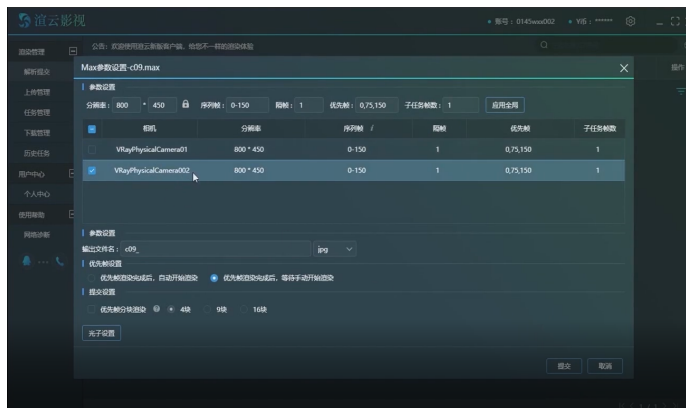 渲云影视
账号：0145wxx002 Y币：******
公告：欢迎使用渲云新版客户端，给您不一样的渲染体验
渲染管理
解析提交
上传管理
任务管理
下载管理
历史任务
用户中心
个人中心
使用帮助
网络诊断
操作
Max参数设置-c09.max
参数设置
分辨率：800 * 450 序列帧：0-150 隔帧：1 优先帧：0,75,150 子任务帧数：1 应用全局
相机 分辨率 序列帧 隔帧 优先帧 子任务帧数
VRayPhysicalCamera01 800 * 450 0-150 1 0,75,150 1
VRayPhysicalCamera002 800 * 450 0-150 1 0,75,150 1
参数设置
输出文件名：c09_ jpg
优先帧设置
优先帧渲染完成后，自动开始渲染 优先帧渲染完成后，等待手动开始渲染
提交设置
优先帧分块渲染 4块 9块 16块
光子设置
提交 取消